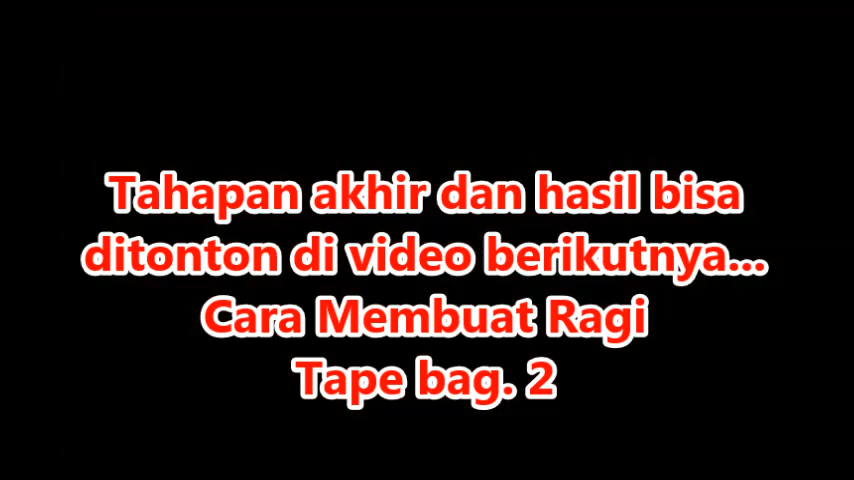 Tahapan akhir dan hasil bisa
ditonton di video berikutnya...
Cara Membuat Ragi
Tape bag. 2